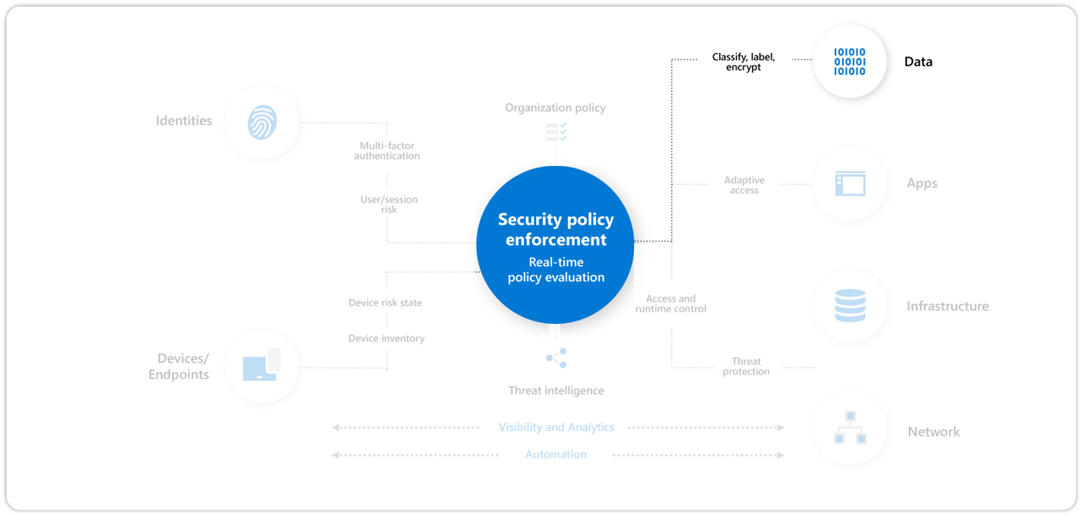 Identities
Multi-factor
authentication
User/session
risk
Device risk state
Device inventory
Devices/
Endpoints
Organization policy
Security policy
enforcement
Real-time
policy evaluation
Threat intelligence
Visibility and Analytics
Automation
Classify, label,
encrypt
101010
010101
101010
Data
Adaptive
access
Apps
Access and
runtime control
Infrastructure
Threat
protection
Network